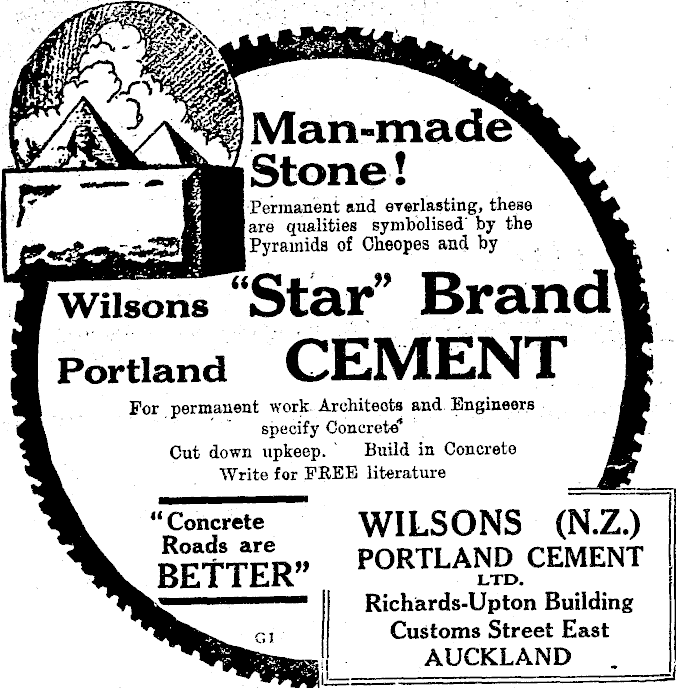 Man-made
Stone!
Permanent and everlasting, these
are qualities symbolised by the
Pyramids of Cheopes and by
Wilsons "Star" Brand
Portland CEMENT
For permanent work Architects and Engineers
specify Concrete
Cut down upkeep. Build in Concrete
Write for FREE literature
"Concrete
Roads are
BETTER"
G1
WILSONS (N.Z.)
PORTLAND CEMENT
LTD.
Richards-Upton Building
Customs Street East
AUCKLAND